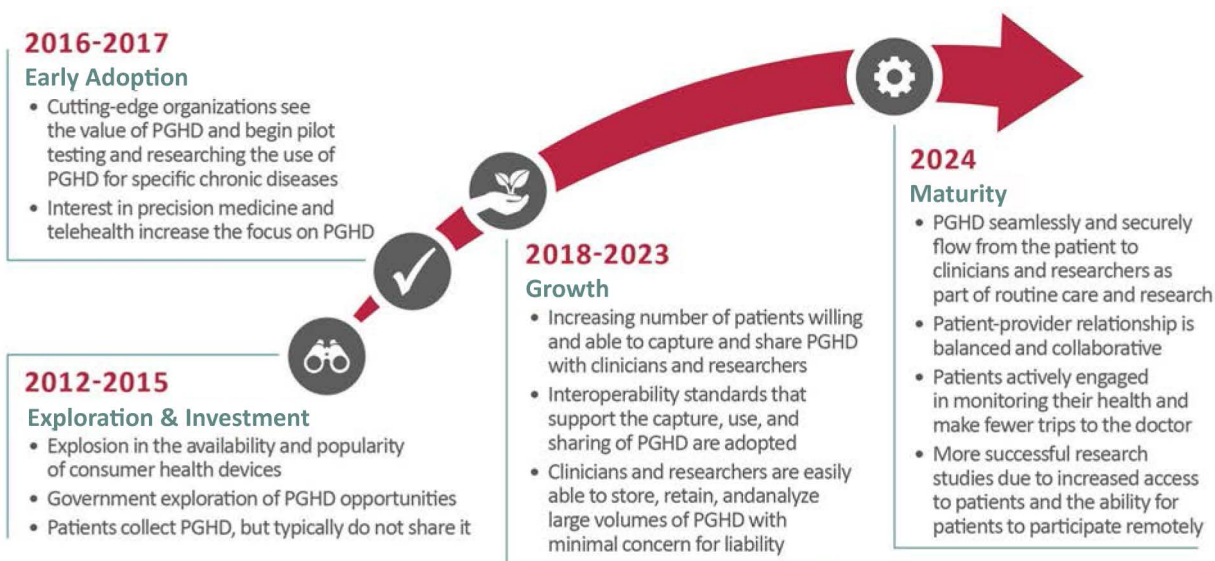 2016-2017
Early Adoption
• Cutting-edge organizations see
the value of PGHD and begin pilot
testing and researching the use of
PGHD for specific chronic diseases
• Interest in precision medicine and
telehealth increase the focus on PGHD
2012-2015
Exploration & Investment
• Explosion in the availability and popularity
of consumer health devices
• Government exploration of PGHD opportunities
• Patients collect PGHD, but typically do not share it
2018-2023
Growth
• Increasing number of patients willing
and able to capture and share PGHD
with clinicians and researchers
• Interoperability standards that
support the capture, use, and
sharing of PGHD are adopted
• Clinicians and researchers are easily
able to store, retain, andanalyze
large volumes of PGHD with
minimal concern for liability
2024
Maturity
• PGHD seamlessly and securely
flow from the patient to
clinicians and researchers as
part of routine care and research
• Patient-provider relationship is
balanced and collaborative
• Patients actively engaged
in monitoring their health and
make fewer trips to the doctor
• More successful research
studies due to increased access
to patients and the ability for
patients to participate remotely